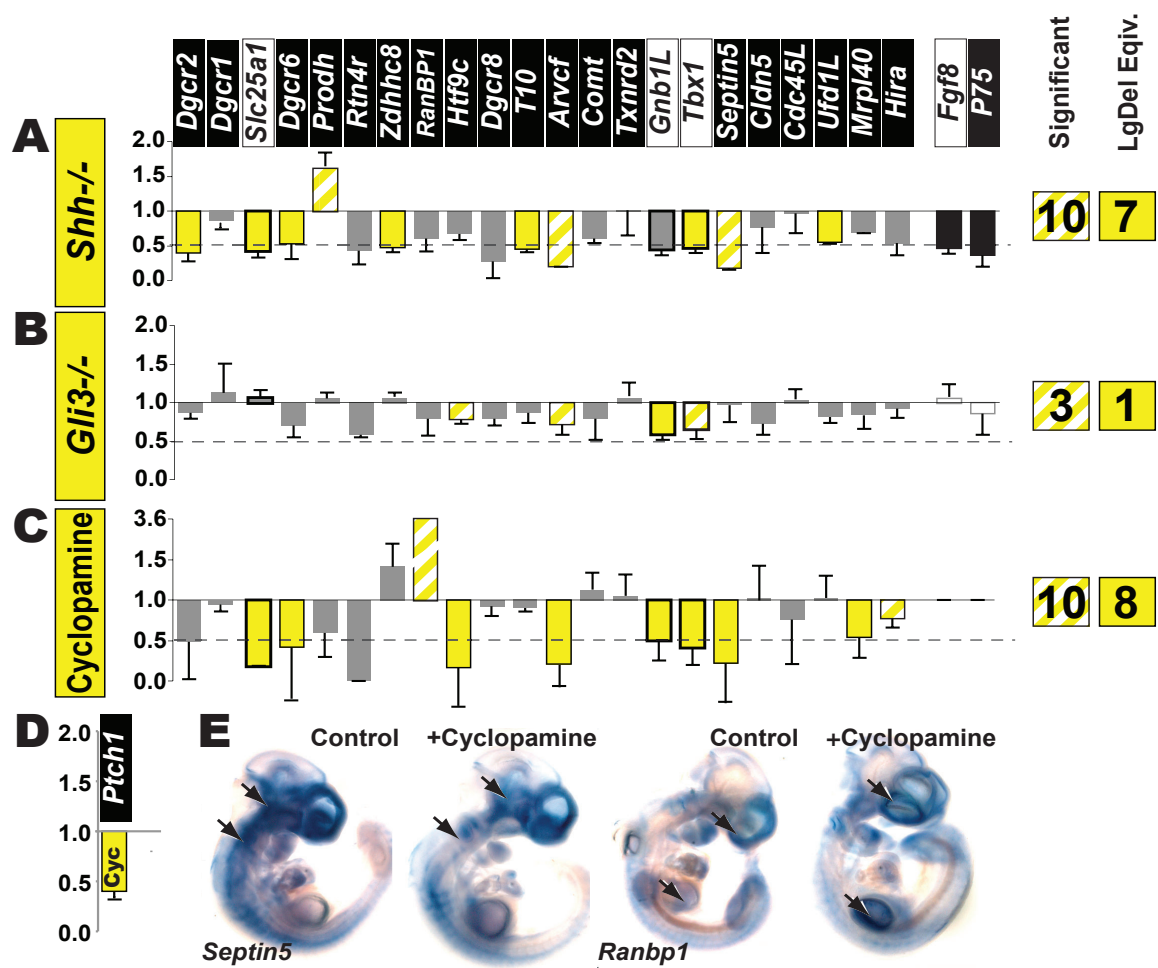 Dgcr2 Dgcr1 Slc25a1 Dgcr6 Prodh Rtn4r Zdhhc8 RanBP1 Htf9c Dgcr8 T10 Arvcf Comt Txnrd2 Gnb1L Tbx1 Septin5 Cldn5 Cdc45L Ufd1L Mrpl40 Hira Fgf8 P75 Significant LgDel Eqiv.
A
Shh-/-
2.0
1.5
1.0
0.5
0.0
10 7
B
Gli3-/-
2.0
1.5
1.0
0.5
0.0
3 1
C
Cyclopamine
3.6
1.5
1.0
0.5
0.0
10 8
D
Ptch1
2.0
1.5
1.0
0.5
0.0
Cyc
E
Control +Cyclopamine Control +Cyclopamine
Septin5 Ranbp1